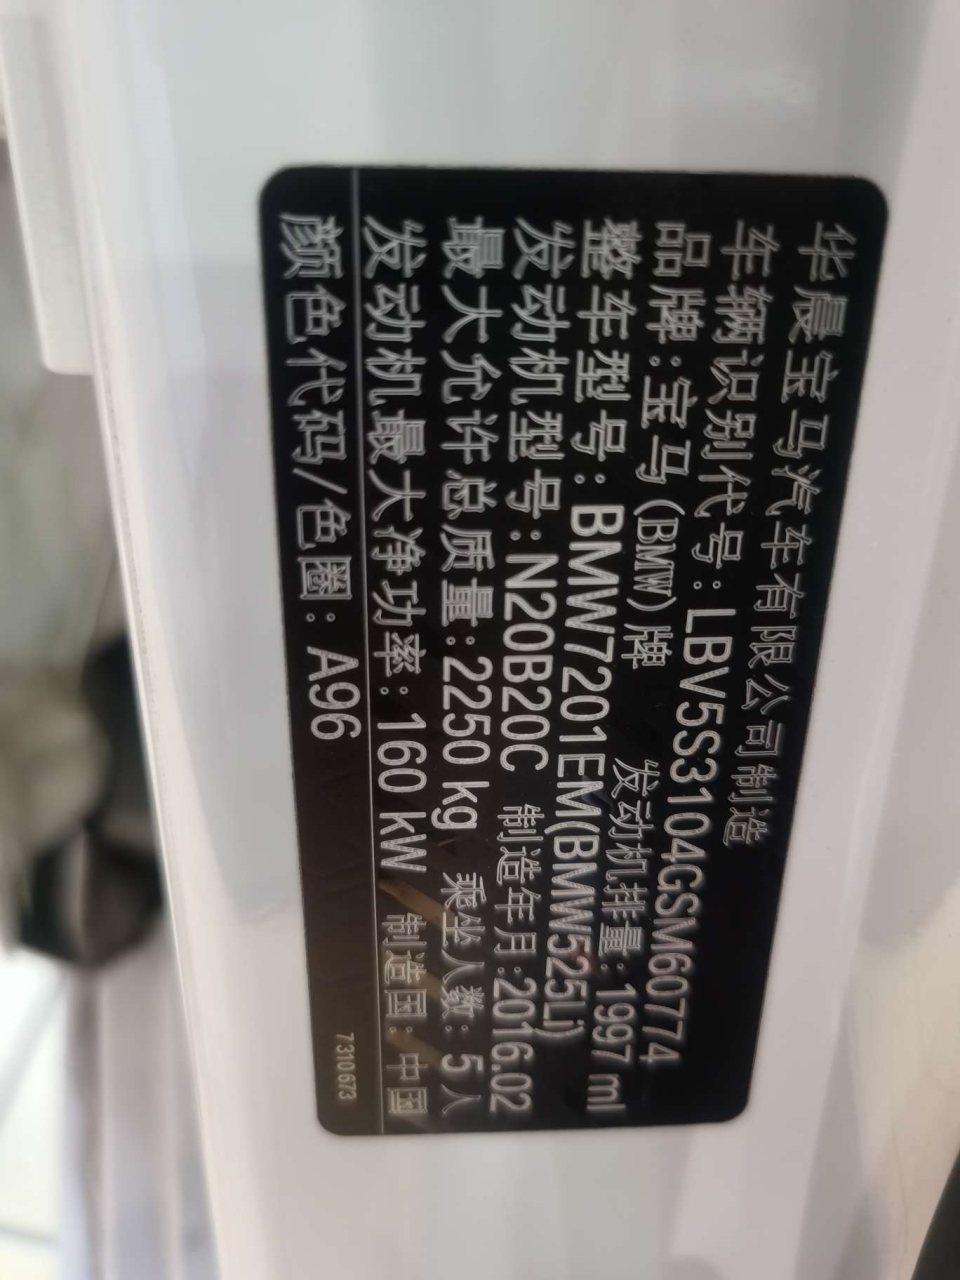 华晨宝马汽车有限公司制造
车辆识别代号：LBV5S3104GSM60774
品牌：宝马(BMW)牌 发动机排量：1997 ml
整车型号：BMW7201EM(BMW525Li)
发动机型号：N20B20C 制造年月：2016.02
最大允许总质量：2250 kg 乘坐人数：5人
发动机最大净功率：160 kW 制造国：中国
颜色代码/色圈：A96
7 310 673